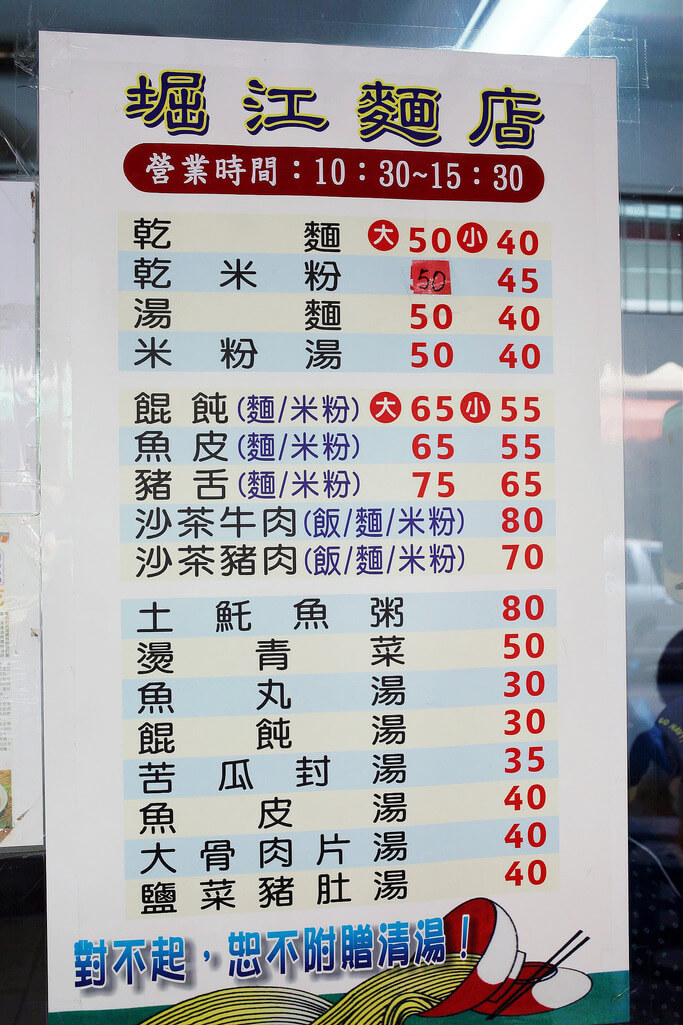 堀江麵店
營業時間：10：30~15：30
乾麵 大 50 小 40
乾米粉 50 45
湯麵 50 40
米粉湯 50 40
餛飩(麵/米粉) 大 65 小 55
魚皮(麵/米粉) 65 55
豬舌(麵/米粉) 75 65
沙茶牛肉(飯/麵/米粉) 80
沙茶豬肉(飯/麵/米粉) 70
土魠魚粥 80
燙青菜 50
魚丸湯 30
餛飩湯 30
苦瓜封湯 35
魚皮湯 40
大骨肉片湯 40
鹽菜豬肚湯 40
對不起，恕不附贈清湯！